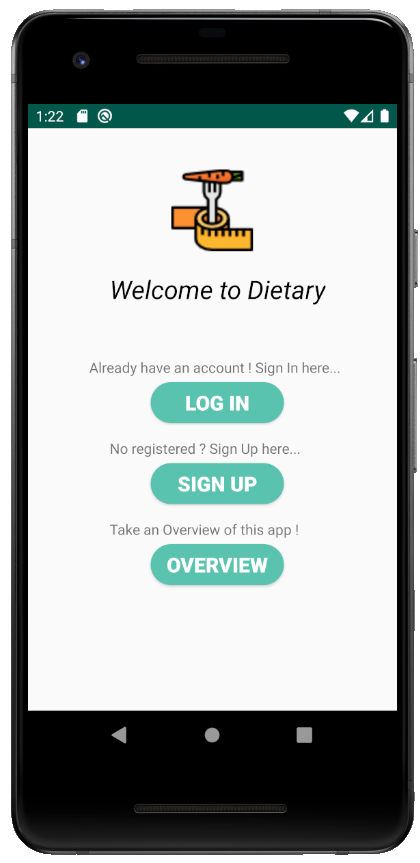 1:22
Welcome to Dietary
Already have an account ! Sign In here...
LOG IN
No registered ? Sign Up here...
SIGN UP
Take an Overview of this app !
OVERVIEW